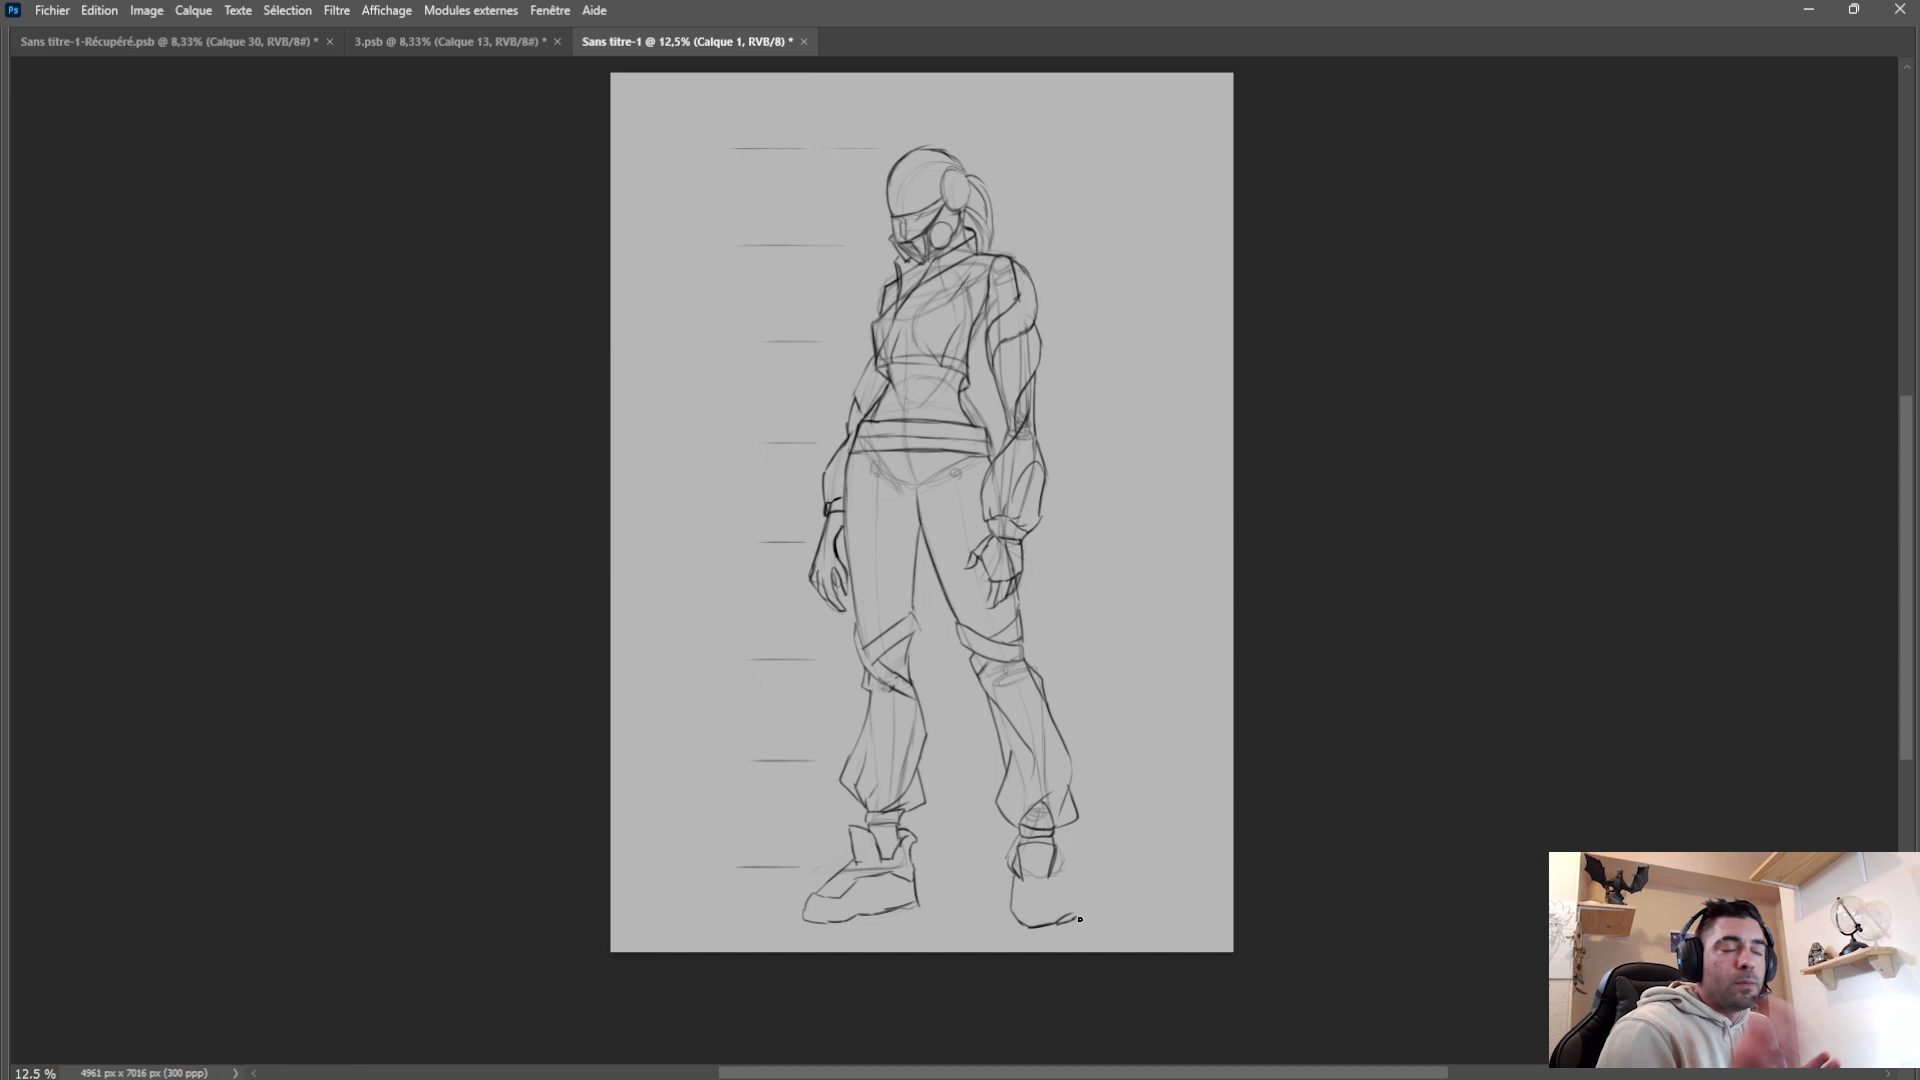 Ps Fichier Edition Image Calque Texte Sélection Filtre Affichage Modules externes Fenêtre Aide
Sans titre-1-Récupéré.psb @ 8,33% (Calque 30, RVB/8#) * × 3.psb @ 8,33% (Calque 13, RVB/8#) * × Sans titre-1 @ 12,5% (Calque 1, RVB/8) * ×
12.5 % 4961 px x 7016 px (300 ppp)